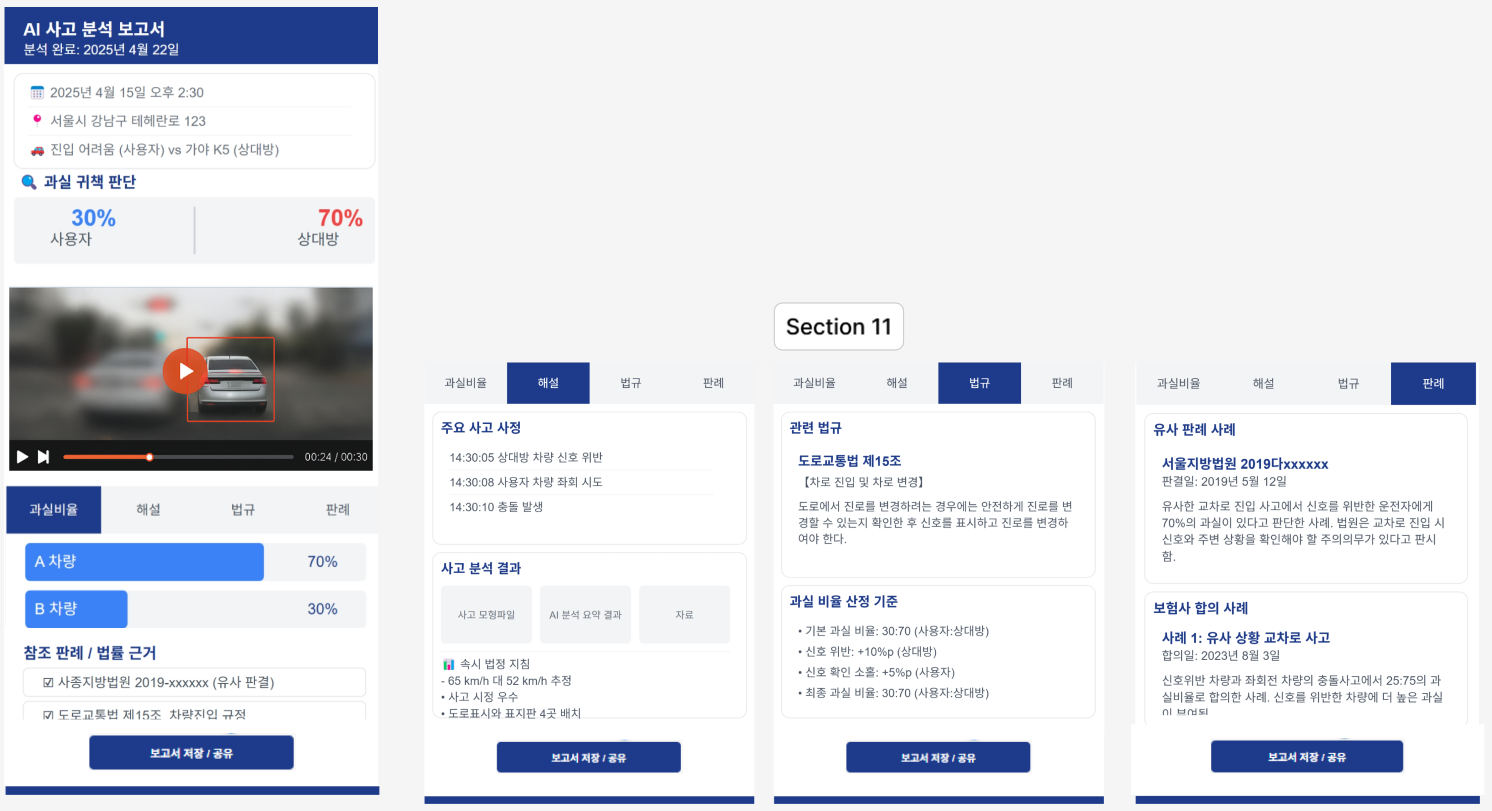 AI 사고 분석 보고서
분석 완료: 2025년 4월 22일
2025년 4월 15일 오후 2:30
서울시 강남구 테헤란로 123
진입 어려움 (사용자) vs 가야 K5 (상대방)
과실 귀책 판단
30%
70%
사용자
상대방
00:24 / 00:30
과실비율
해설
법규
판례
A 차량
70%
B 차량
30%
참조 판례 / 법률 근거
☑ 사종지방법원 2019-xxxxxx (유사 판결)
☑ 도로교통법 제15조 차량진입 규정
보고서 저장 / 공유
과실비율
해설
법규
판례
주요 사고 사정
14:30:05 상대방 차량 신호 위반
14:30:08 사용자 차량 좌회 시도
14:30:10 충돌 발생
사고 분석 결과
사고 모형파일
AI 분석 요약 결과
자료
속시 법정 지침
- 65 km/h 대 52 km/h 추정
• 사고 시정 우수
• 도로표시와 표지판 4곳 배치
보고서 저장 / 공유
Section 11
과실비율
해설
법규
판례
관련 법규
도로교통법 제15조
【차로 진입 및 차로 변경】
도로에서 진로를 변경하려는 경우에는 안전하게 진로를 변
경할 수 있는지 확인한 후 신호를 표시하고 진로를 변경하
여야 한다.
과실 비율 산정 기준
• 기본 과실 비율: 30:70 (사용자:상대방)
• 신호 위반: +10%p (상대방)
• 신호 확인 소홀: +5%p (사용자)
• 최종 과실 비율: 30:70 (사용자:상대방)
보고서 저장 / 공유
과실비율
해설
법규
판례
유사 판례 사례
서울지방법원 2019다xxxxxx
판결일: 2019년 5월 12일
유사한 교차로 진입 사고에서 신호를 위반한 운전자에게
70%의 과실이 있다고 판단한 사례. 법원은 교차로 진입 시
신호와 주변 상황을 확인해야 할 주의의무가 있다고 판시
함.
보험사 합의 사례
사례 1: 유사 상황 교차로 사고
합의일: 2023년 8월 3일
신호위반 차량과 좌회전 차량의 충돌사고에서 25:75의 과
실비율로 합의한 사례. 신호를 위반한 차량에 더 높은 과실
이 부여됨
보고서 저장 / 공유